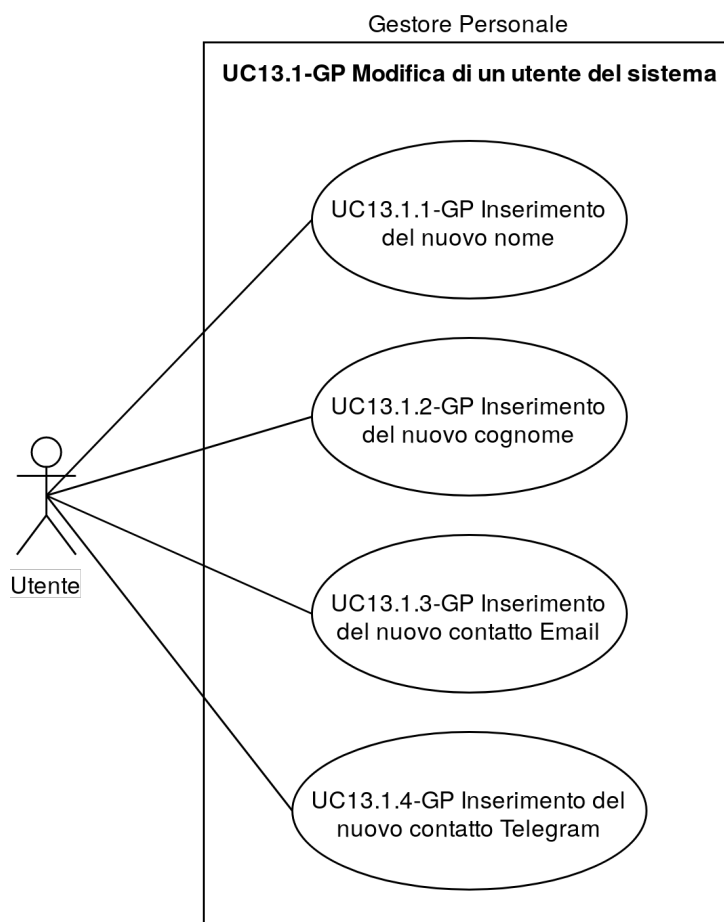 Gestore Personale
UC13.1-GP Modifica di un utente del sistema
UC13.1.1-GP Inserimento
del nuovo nome
UC13.1.2-GP Inserimento
del nuovo cognome
Utente
UC13.1.3-GP Inserimento
del nuovo contatto Email
UC13.1.4-GP Inserimento del
nuovo contatto Telegram